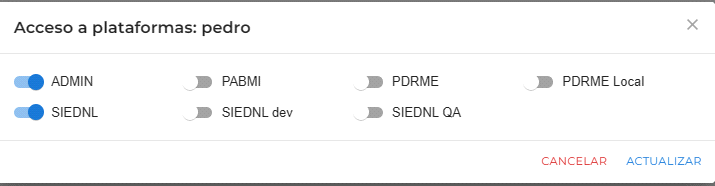 Acceso a plataformas: pedro
ADMIN PABMI PDRME PDRME Local
SIEDNL SIEDNL dev SIEDNL QA
CANCELAR ACTUALIZAR